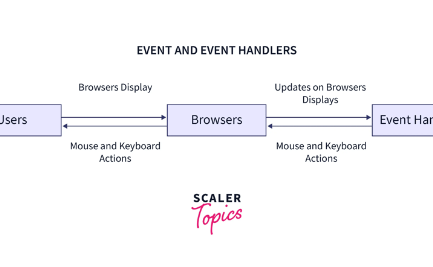 EVENT AND EVENT HANDLERS
Browsers Display
Updates on Browsers
Displays
Browsers
Event
Mouse and Keyboard
Actions
Mouse and Keyboard
Actions
SCALER
Topics